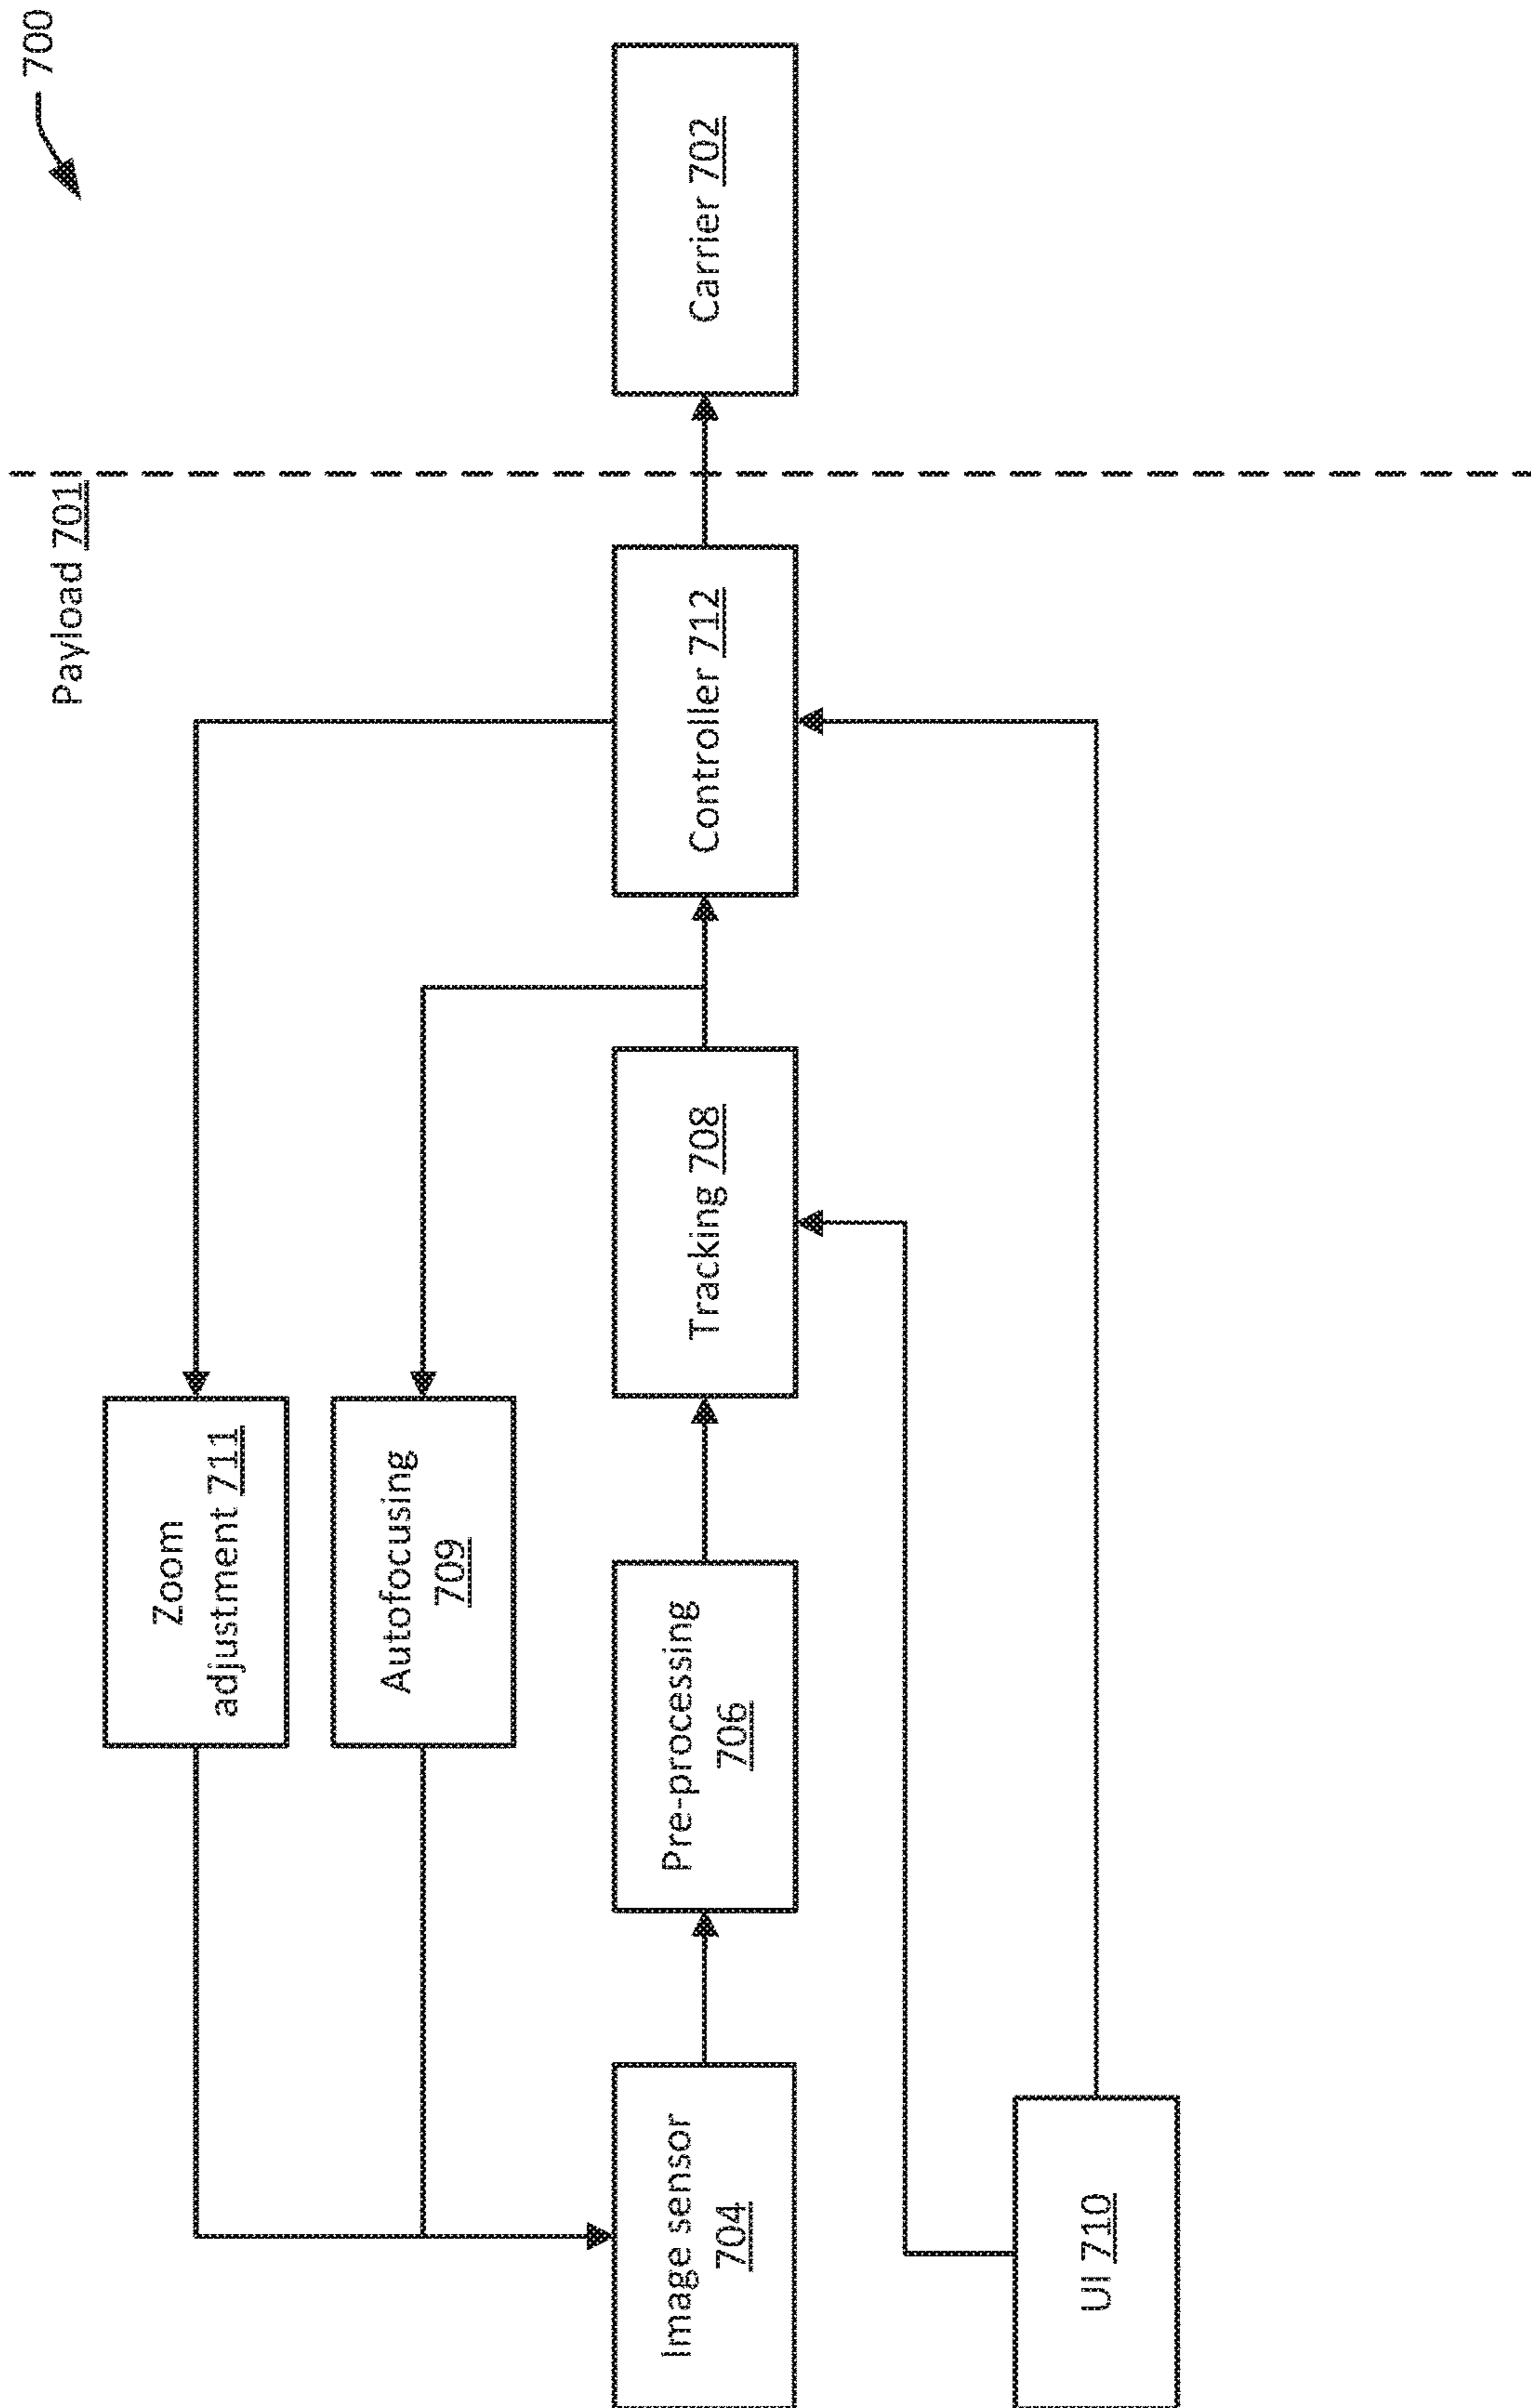 700
Payload 701
Zoom
adjustment 711
Autofocusing
709
Image sensor
704
Pre-processing
706
Tracking 708
Controller 712
Carrier 702
UI 710